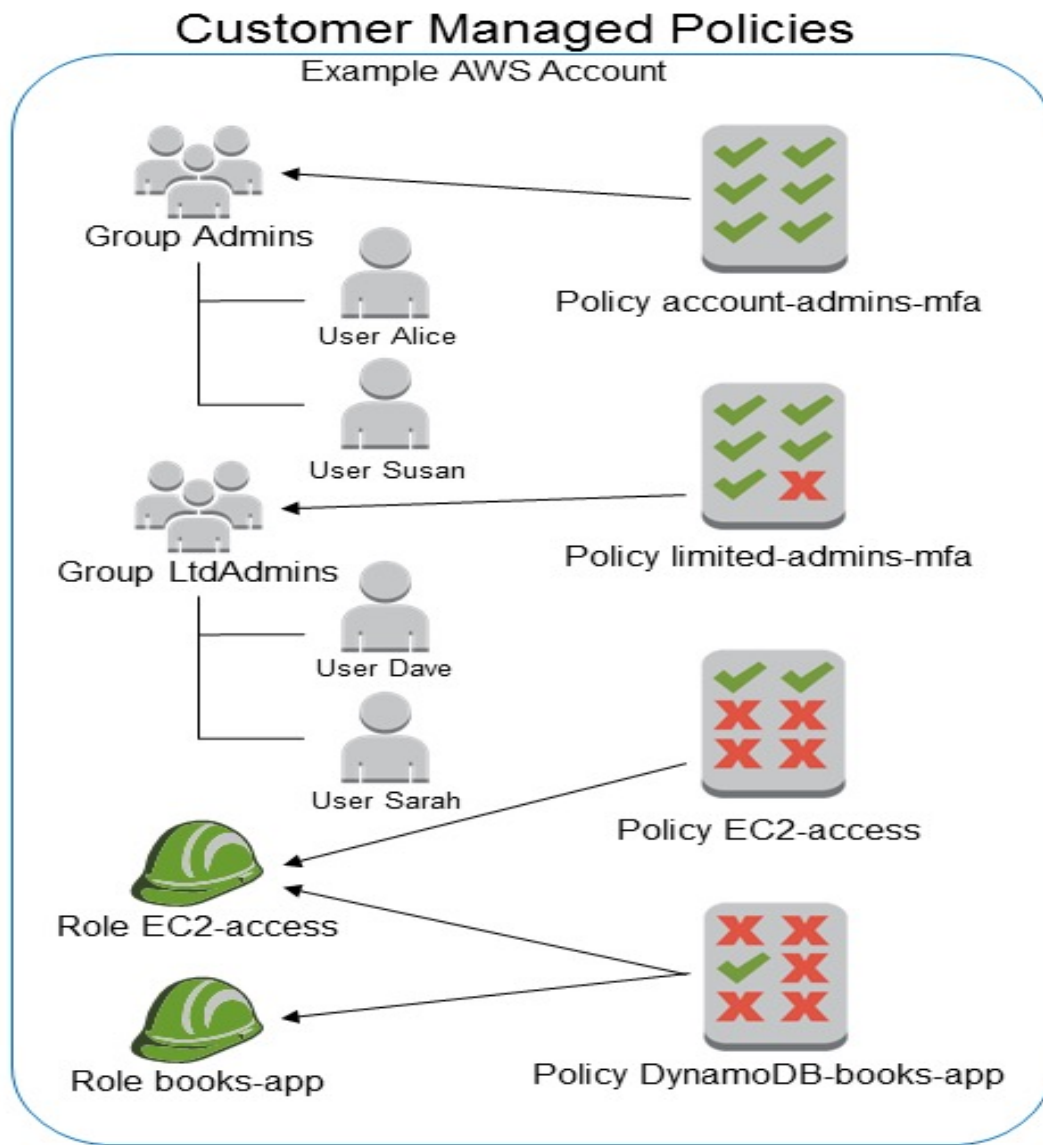 Customer Managed Policies
Example AWS Account
Group Admins
User Alice
Policy account-admins-mfa
User Susan
Group LtdAdmins
Policy limited-admins-mfa
User Dave
User Sarah
Policy EC2-access
Role EC2-access
Role books-app
Policy DynamoDB-books-app